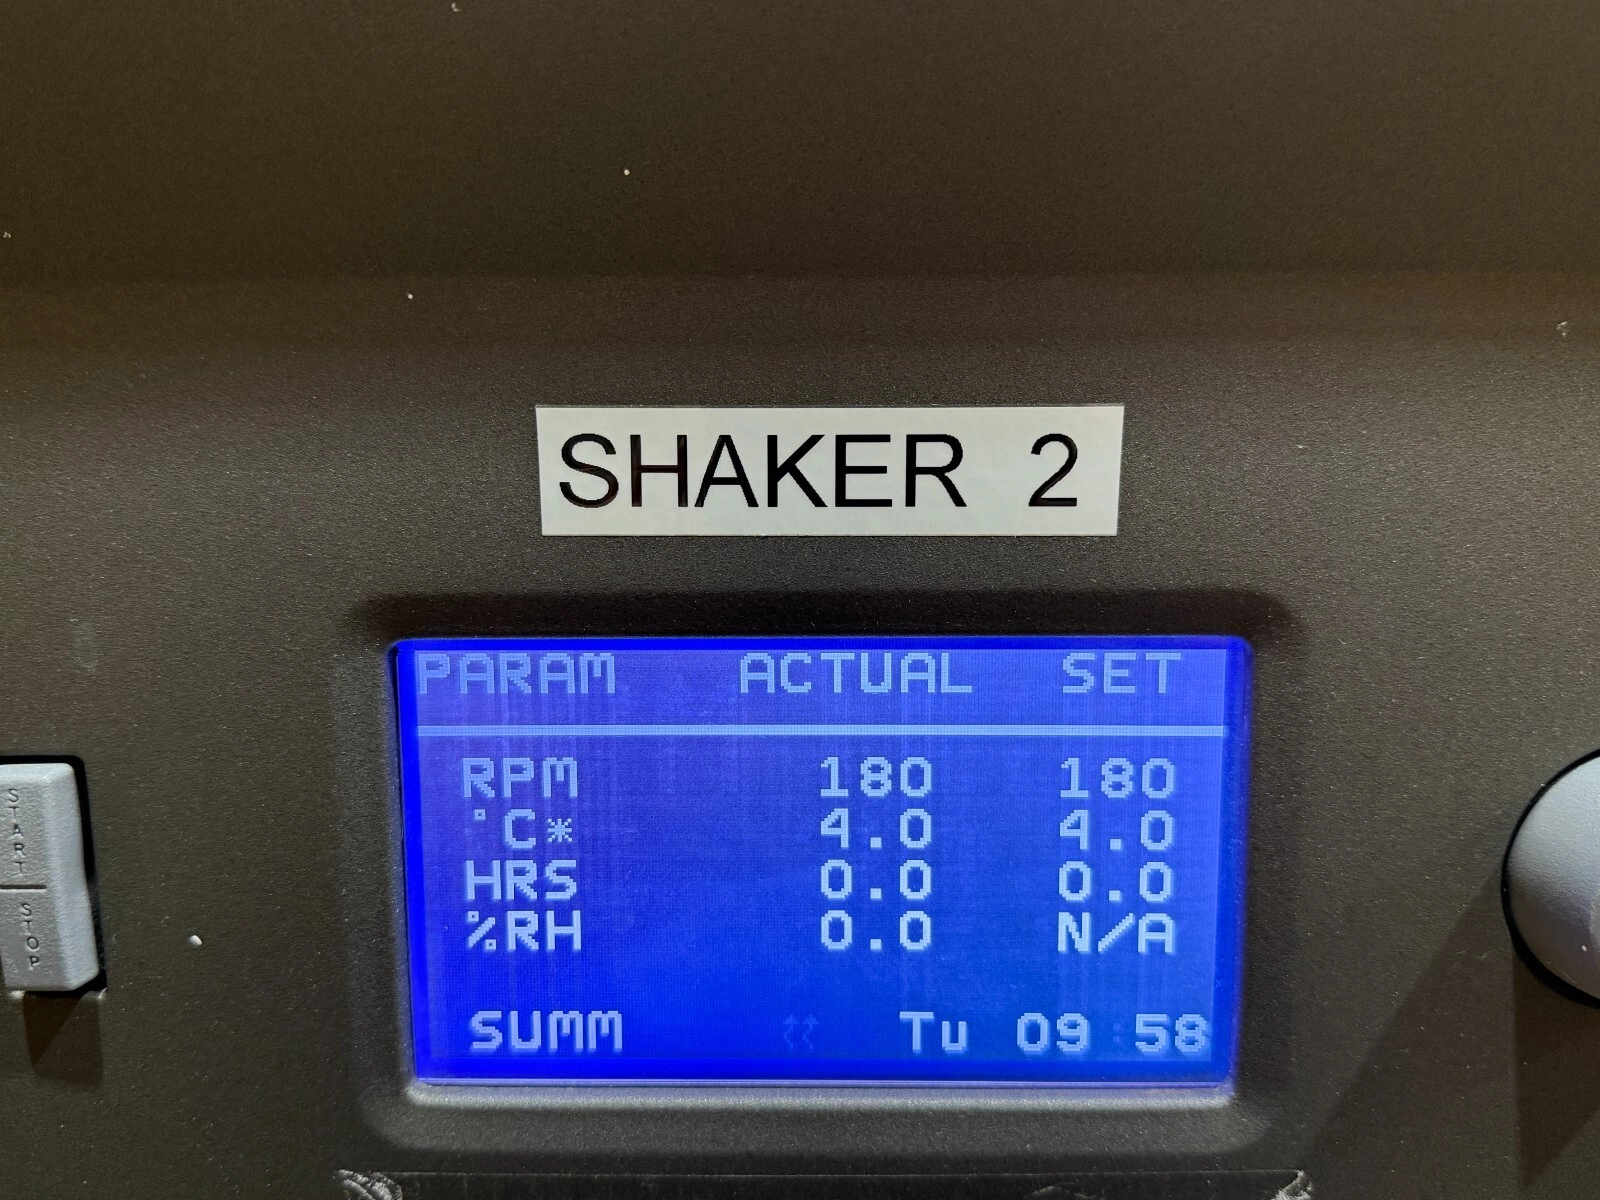 SHAKER 2
PARAM ACTUAL SET
RPM 180 180
°C* 4.0 4.0
HRS 0.0 0.0
%RH 0.0 N/A
SUMM Tu 09:58
START
STOP